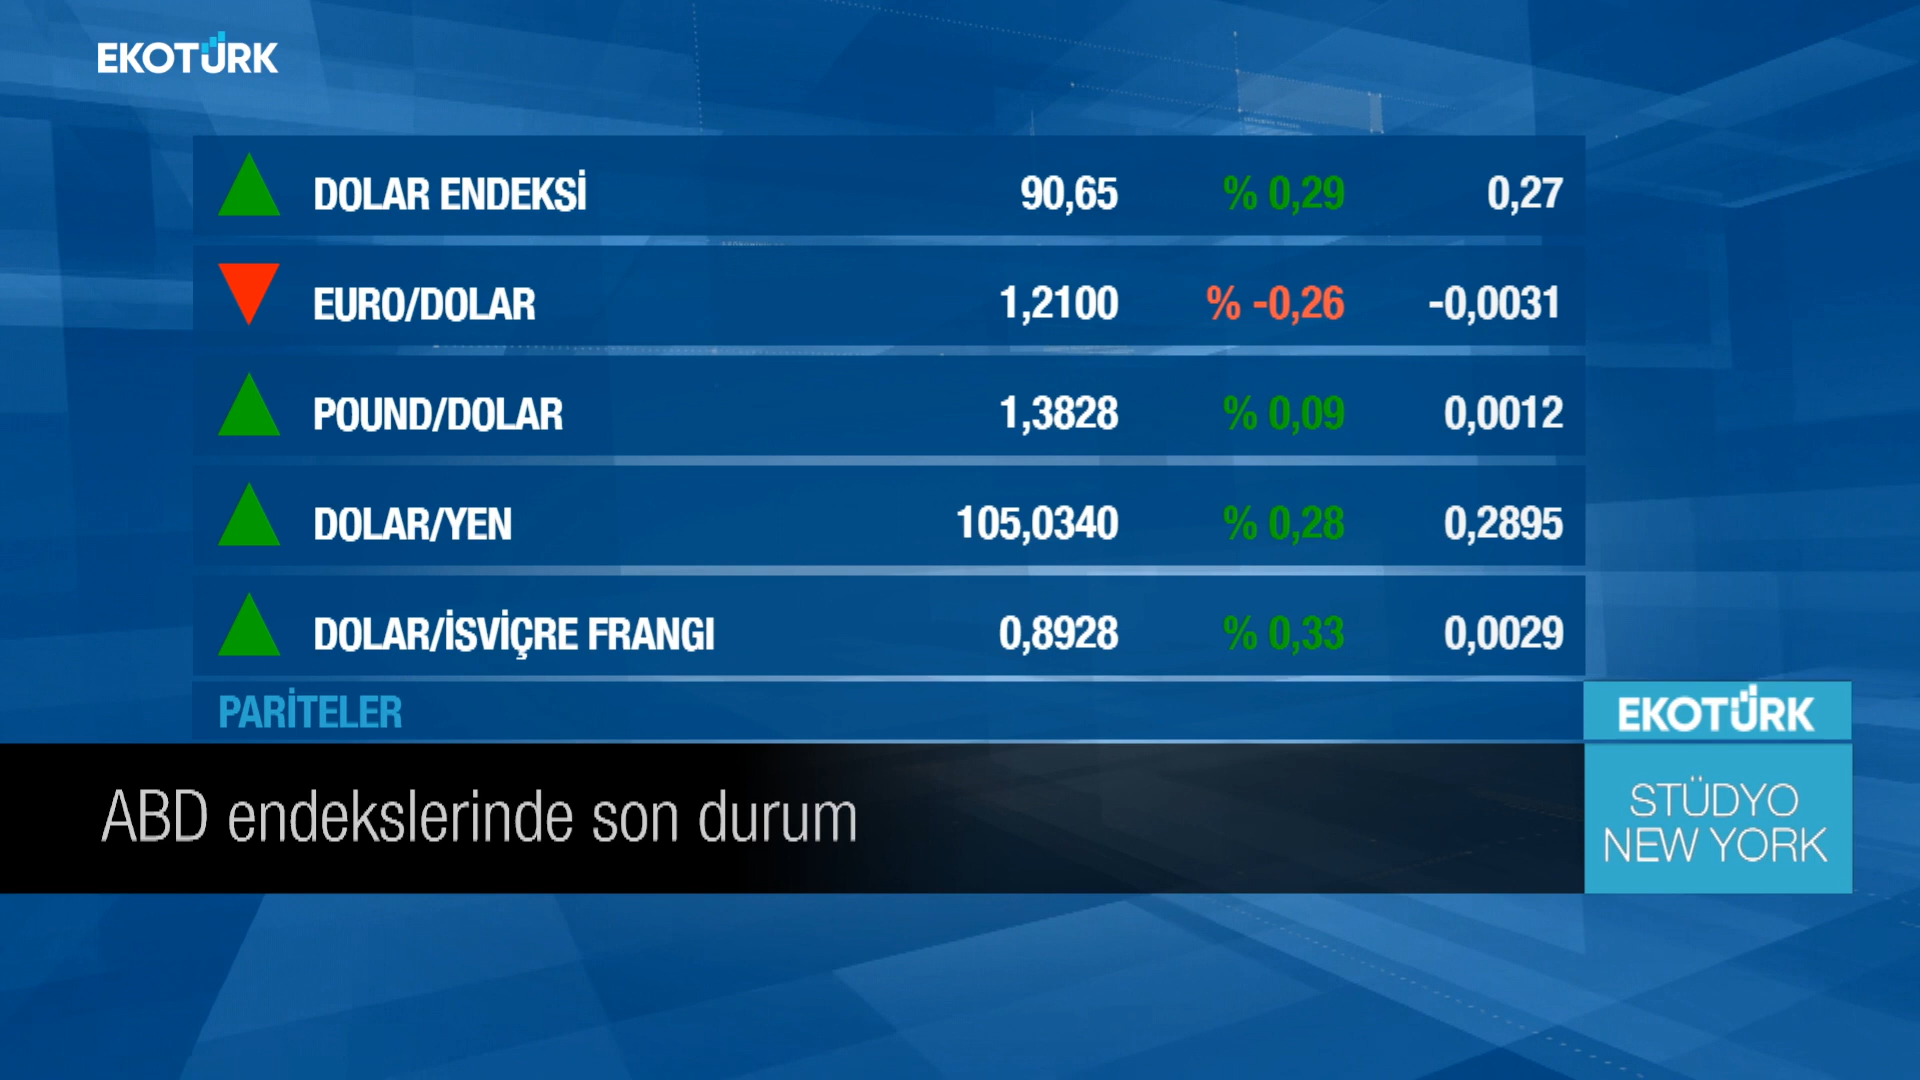 EKOTÜRK
DOLAR ENDEKSİ 90,65 % 0,29 0,27
EURO/DOLAR 1,2100 % -0,26 -0,0031
POUND/DOLAR 1,3828 % 0,09 0,0012
DOLAR/YEN 105,0340 % 0,28 0,2895
DOLAR/İSVİÇRE FRANGI 0,8928 % 0,33 0,0029
PARİTELER
EKOTÜRK
ABD endekslerinde son durum
STÜDYO
NEW YORK